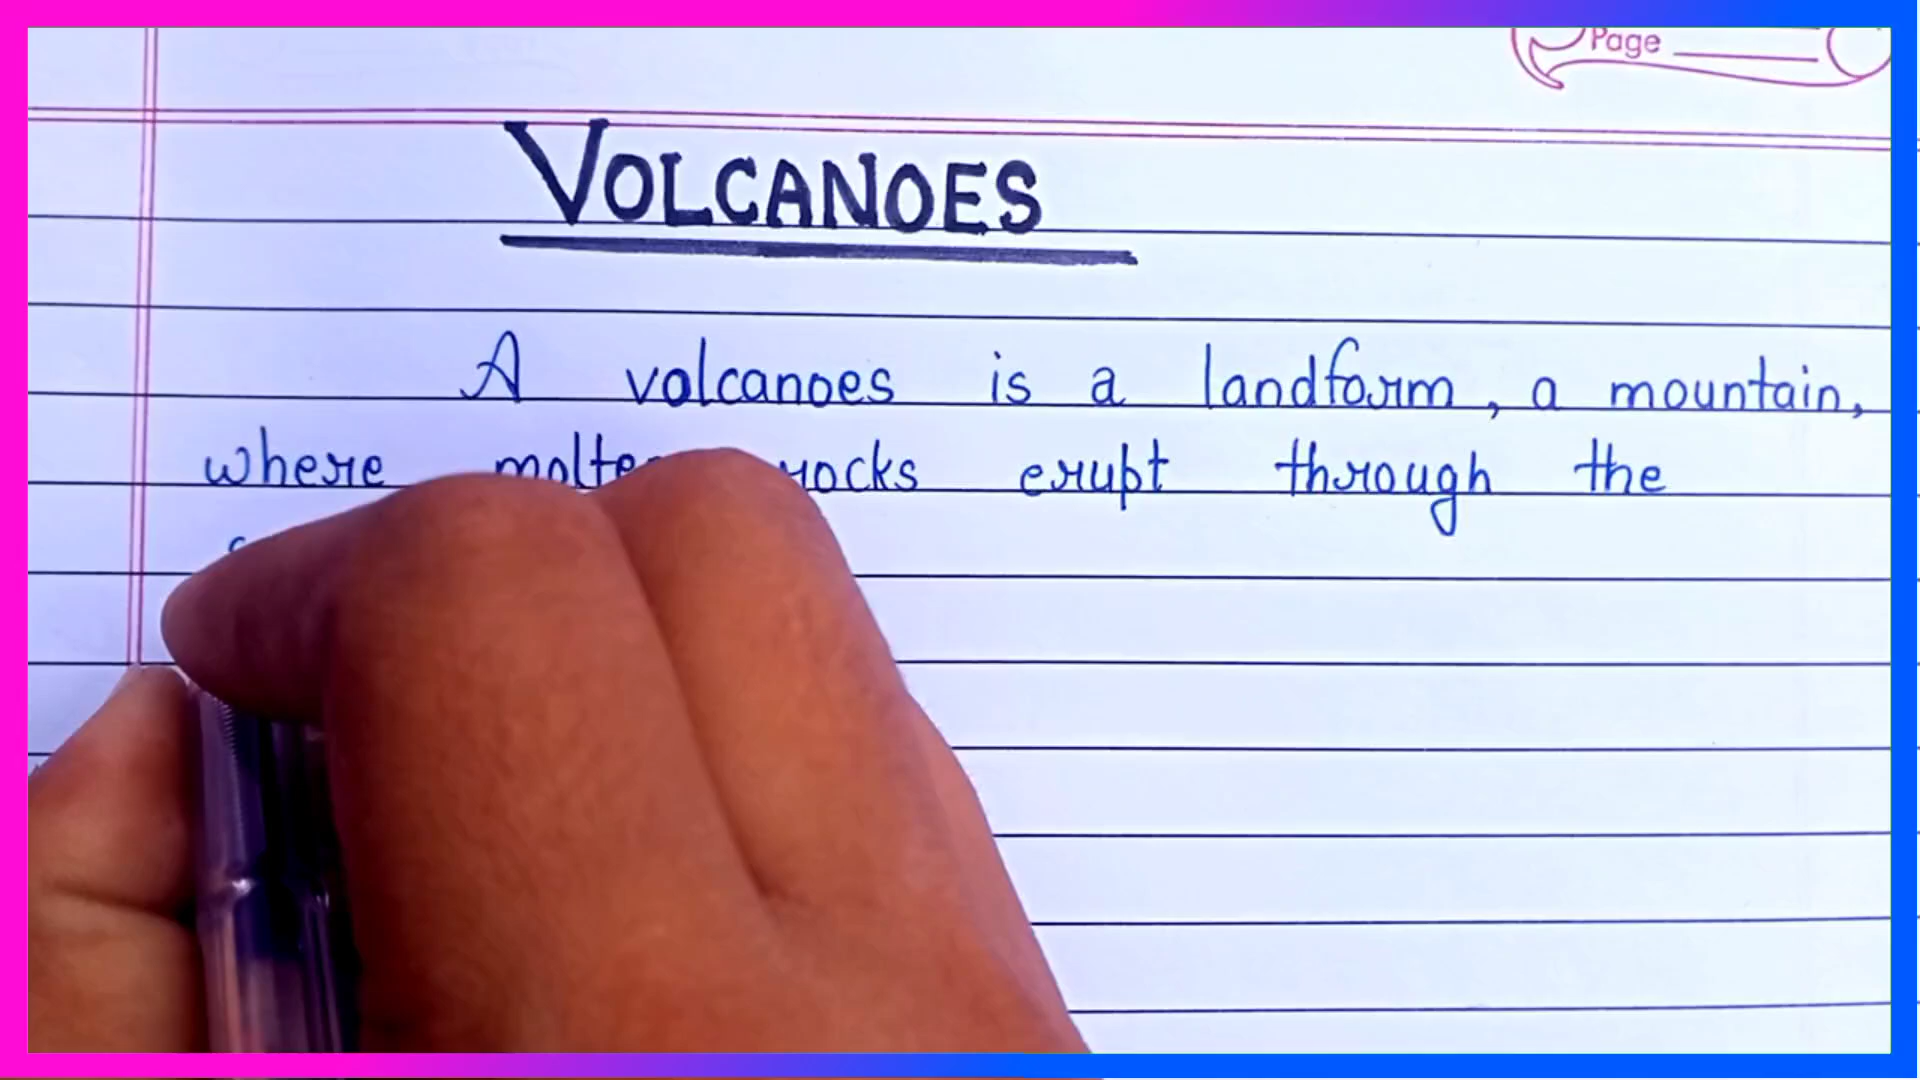 Page
VOLCANOES
A volcanoes is a landform, a mountain,
where rocks erupt through the